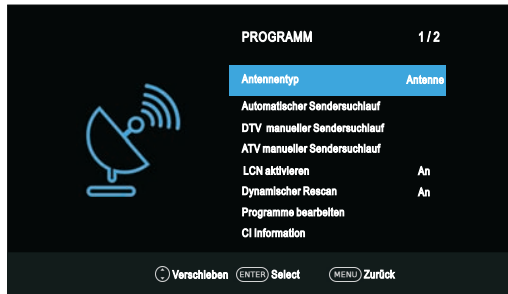 PROGRAMM 1/2
Antennentyp Antenne
Automatischer Sendersuchlauf
DTV manueller Sendersuchlauf
ATV manueller Sendersuchlauf
LCN aktivieren An
Dynamischer Rescan An
Programme bearbeiten
CI Information
Verschieben ENTER Select MENU Zurück